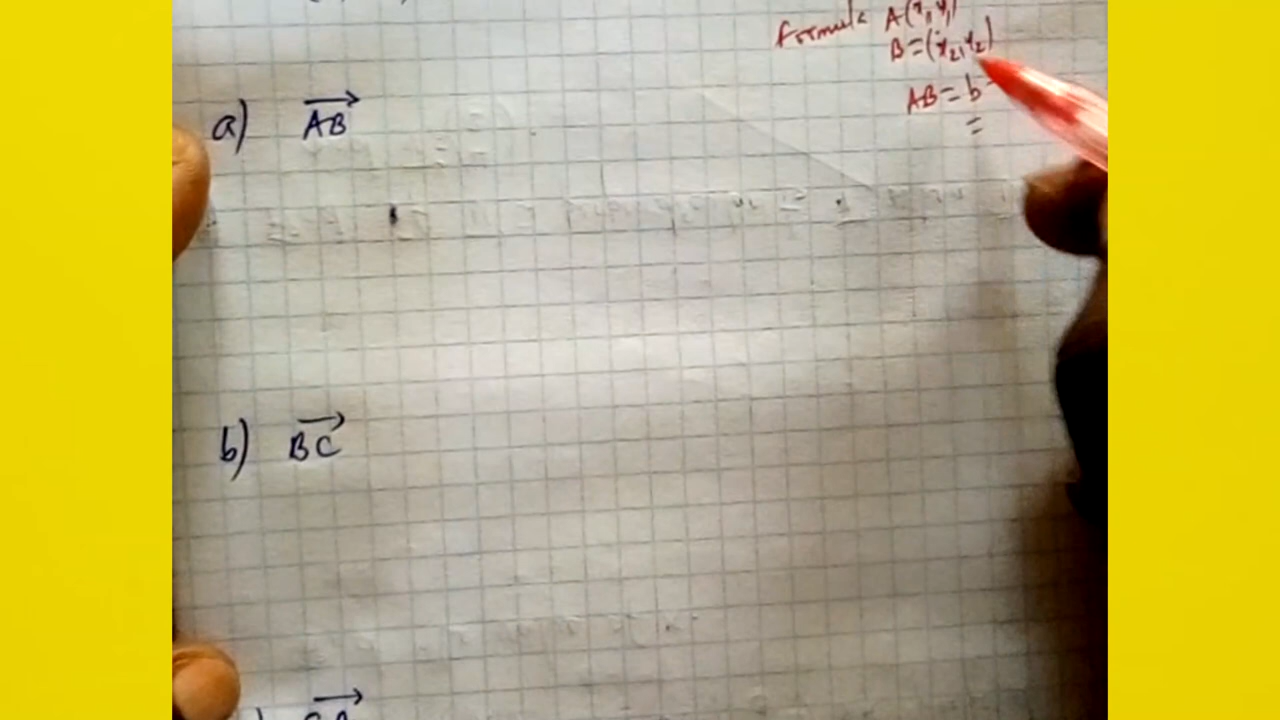 Formula A(x₁, y₁)
B=(x₂, y₂)
AB = b -
=
a) AB
b) BC